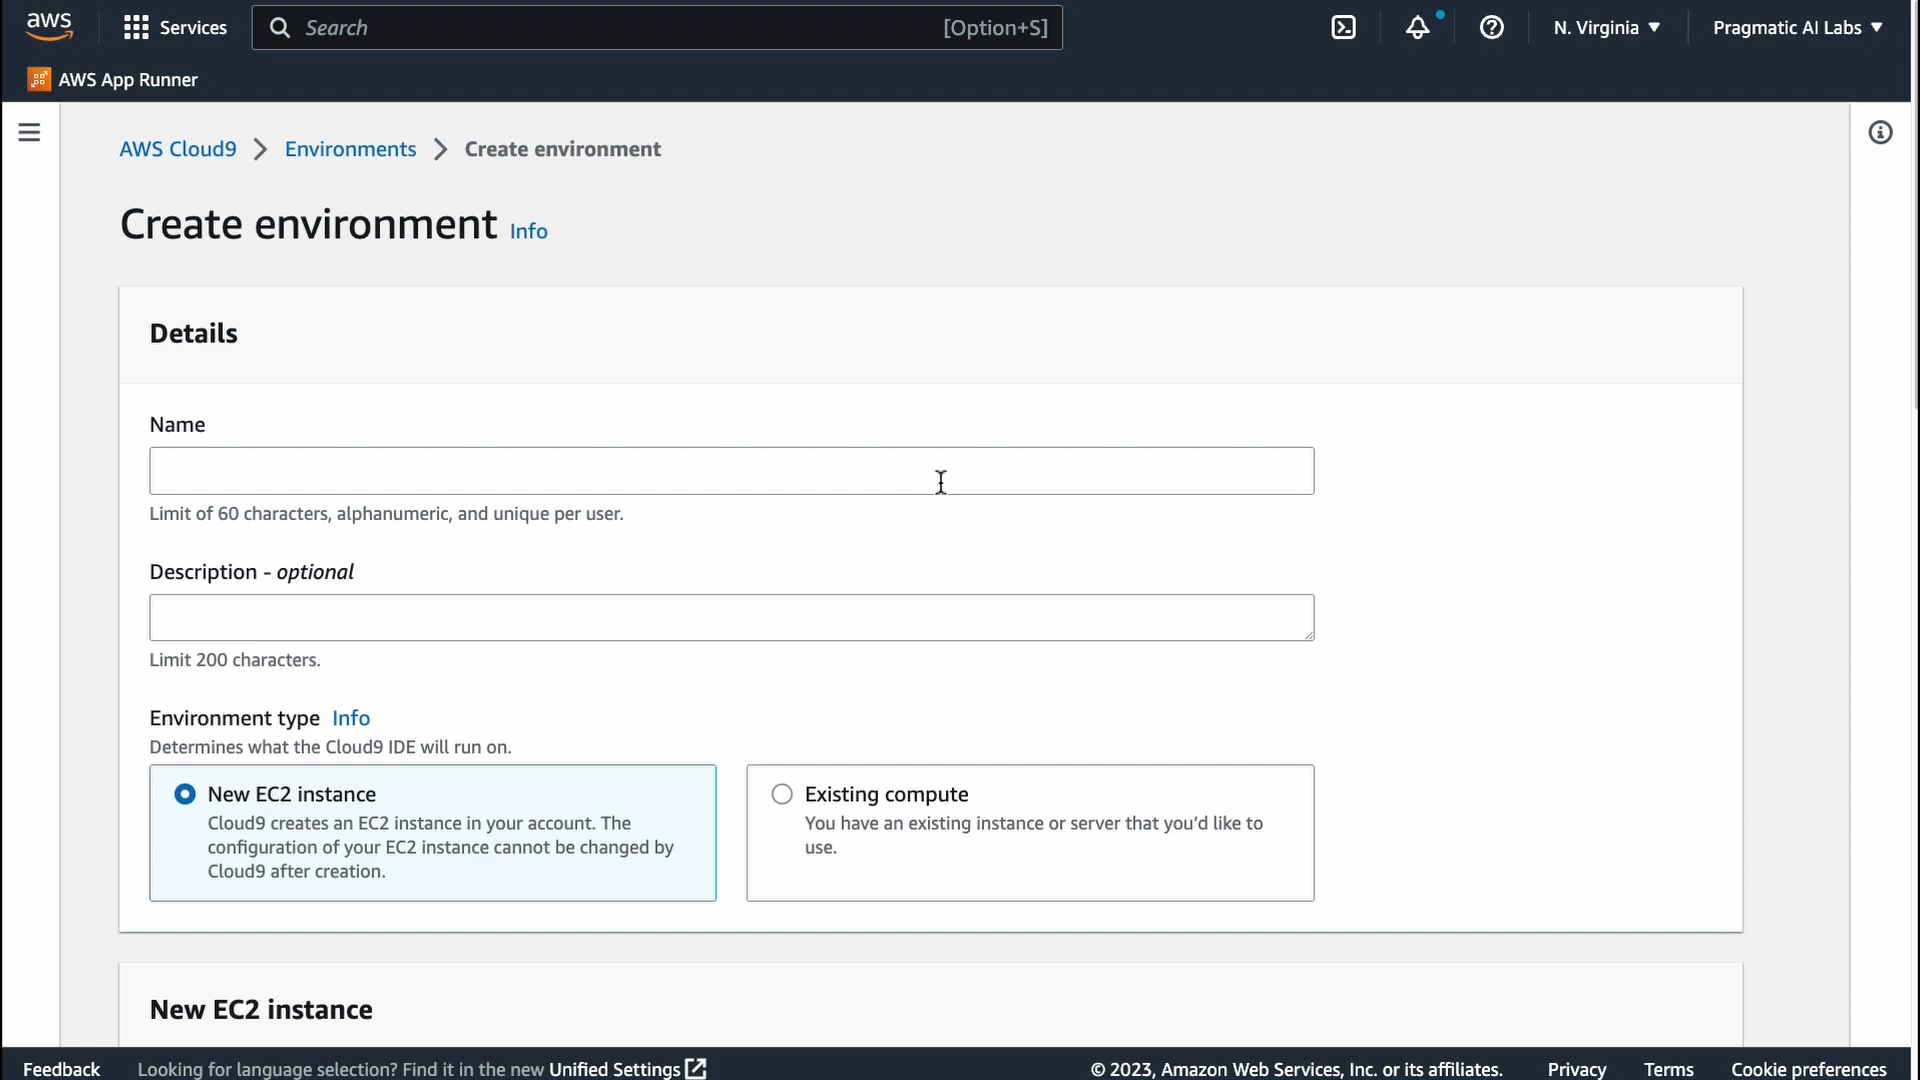 aws
Services
Search
[Option+S]
N. Virginia
Pragmatic AI Labs
AWS App Runner
AWS Cloud9
Environments
Create environment
Create environment Info
Details
Name
Limit of 60 characters, alphanumeric, and unique per user.
Description - optional
Limit 200 characters.
Environment type Info
Determines what the Cloud9 IDE will run on.
New EC2 instance
Cloud9 creates an EC2 instance in your account. The
configuration of your EC2 instance cannot be changed by
Cloud9 after creation.
Existing compute
You have an existing instance or server that you'd like to
use.
New EC2 instance
Feedback
Looking for language selection? Find it in the new Unified Settings
© 2023, Amazon Web Services, Inc. or its affiliates.
Privacy
Terms
Cookie preferences